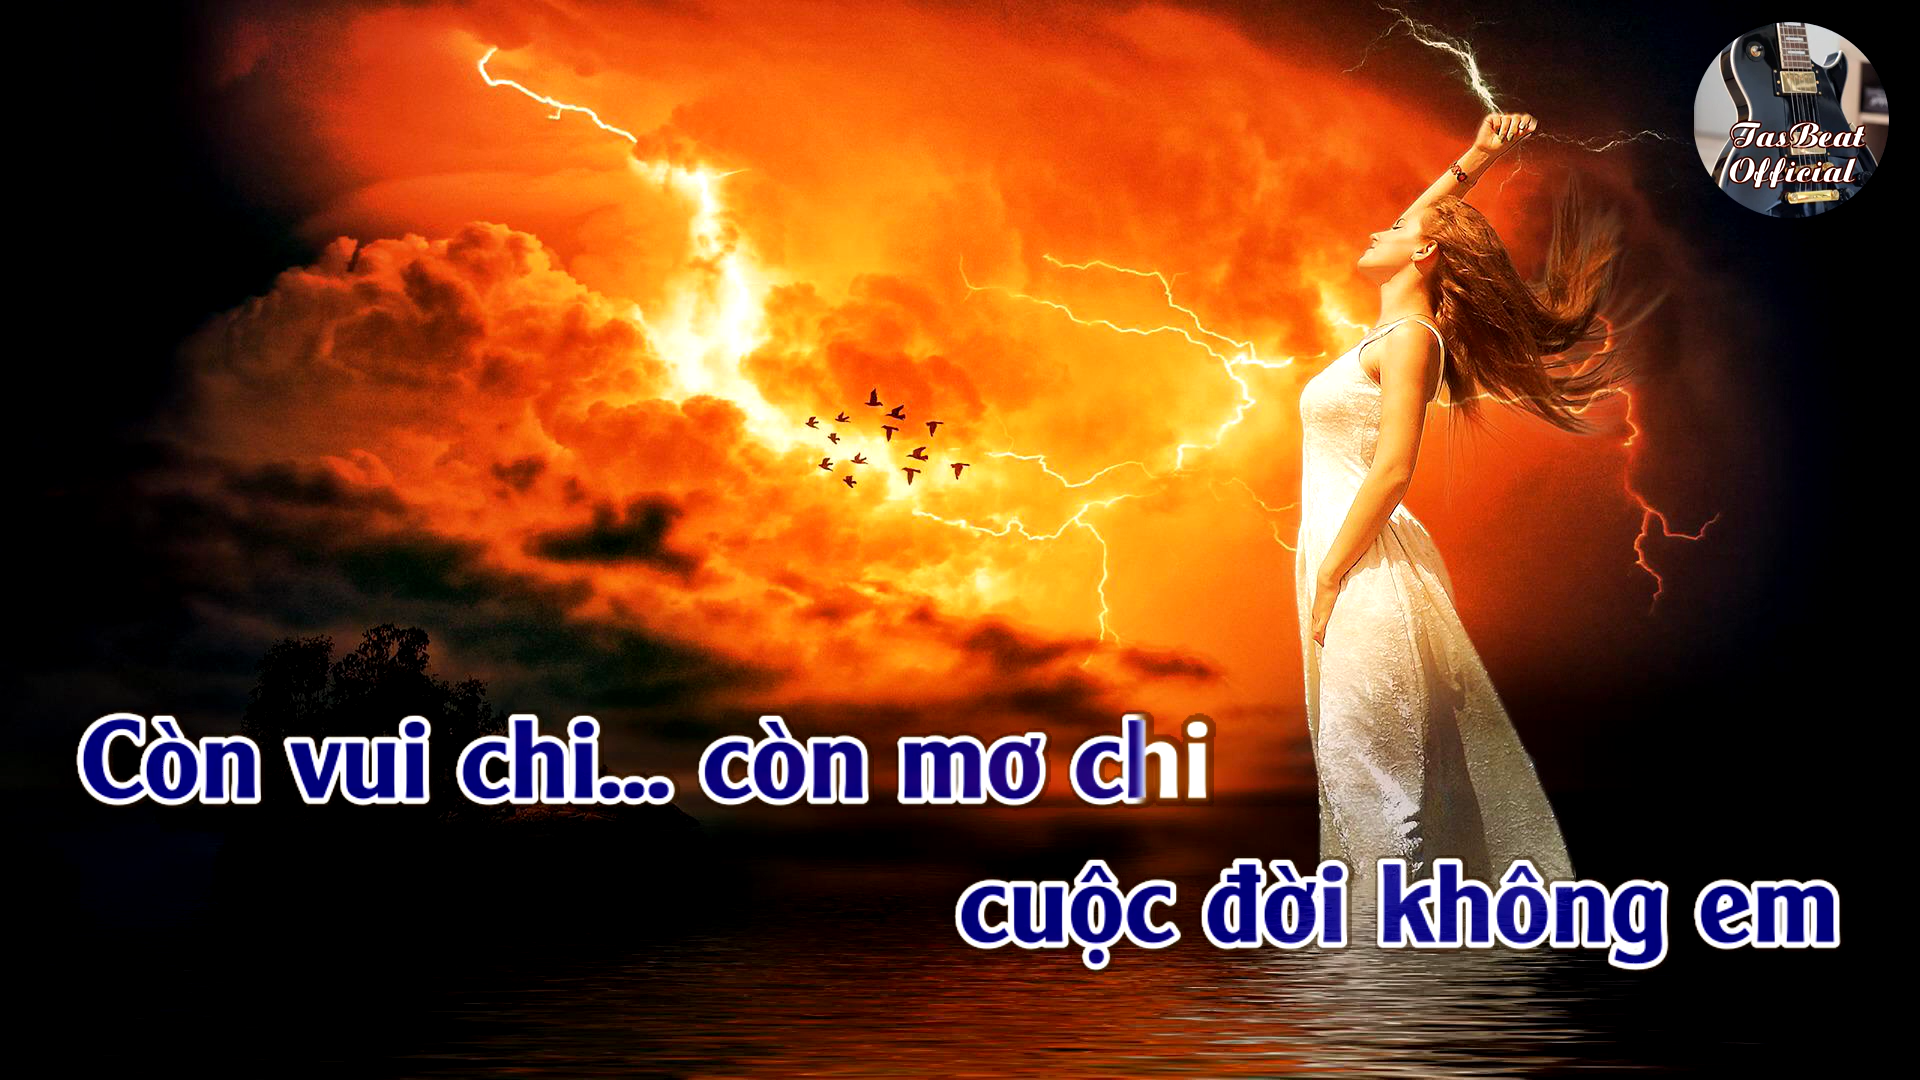 TasBeat
Official
Còn vui chi... còn mơ chi
cuộc đời không em